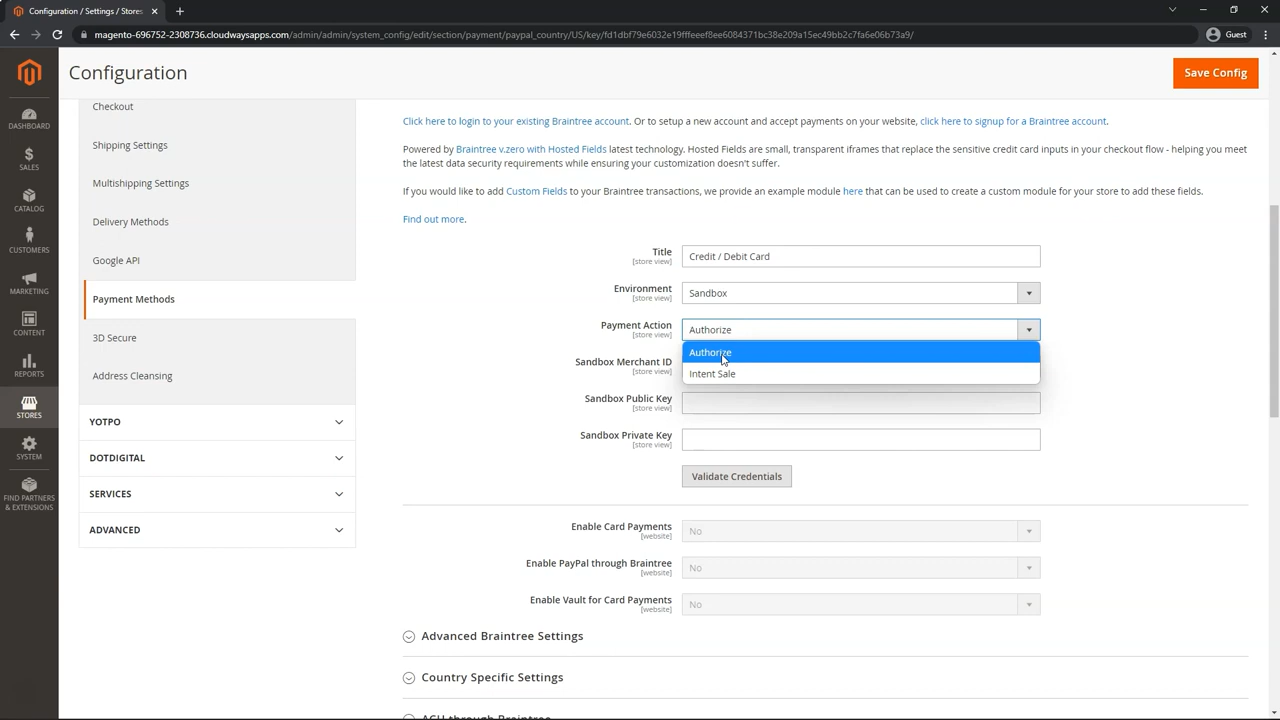 Configuration / Settings / Stores
magento-696752-2308736.cloudwaysapps.com/admin/admin/system_config/edit/section/payment/paypal_country/US/key/fd1dbf79e6032e19fffeeef8ee6084371bc38e209a15ec49bb2c7fa6e06b73a9/
Guest
Configuration
Save Config
DASHBOARD
SALES
CATALOG
CUSTOMERS
MARKETING
CONTENT
REPORTS
STORES
SYSTEM
FIND PARTNERS
& EXTENSIONS
Checkout
Shipping Settings
Multishipping Settings
Delivery Methods
Google API
Payment Methods
3D Secure
Address Cleansing
YOTPO
DOTDIGITAL
SERVICES
ADVANCED
Click here to login to your existing Braintree account. Or to setup a new account and accept payments on your website, click here to signup for a Braintree account.
Powered by Braintree v.zero with Hosted Fields latest technology. Hosted Fields are small, transparent iframes that replace the sensitive credit card inputs in your checkout flow - helping you meet
the latest data security requirements while ensuring your customization doesn't suffer.
If you would like to add Custom Fields to your Braintree transactions, we provide an example module here that can be used to create a custom module for your store to add these fields.
Find out more.
Title
[store view]
Credit / Debit Card
Environment
[store view]
Sandbox
Payment Action
[store view]
Authorize
Authorize
Intent Sale
Sandbox Merchant ID
[store view]
Sandbox Public Key
[store view]
Sandbox Private Key
[store view]
Validate Credentials
Enable Card Payments
[website]
No
Enable PayPal through Braintree
[website]
No
Enable Vault for Card Payments
[website]
No
Advanced Braintree Settings
Country Specific Settings
ACH through Braintree